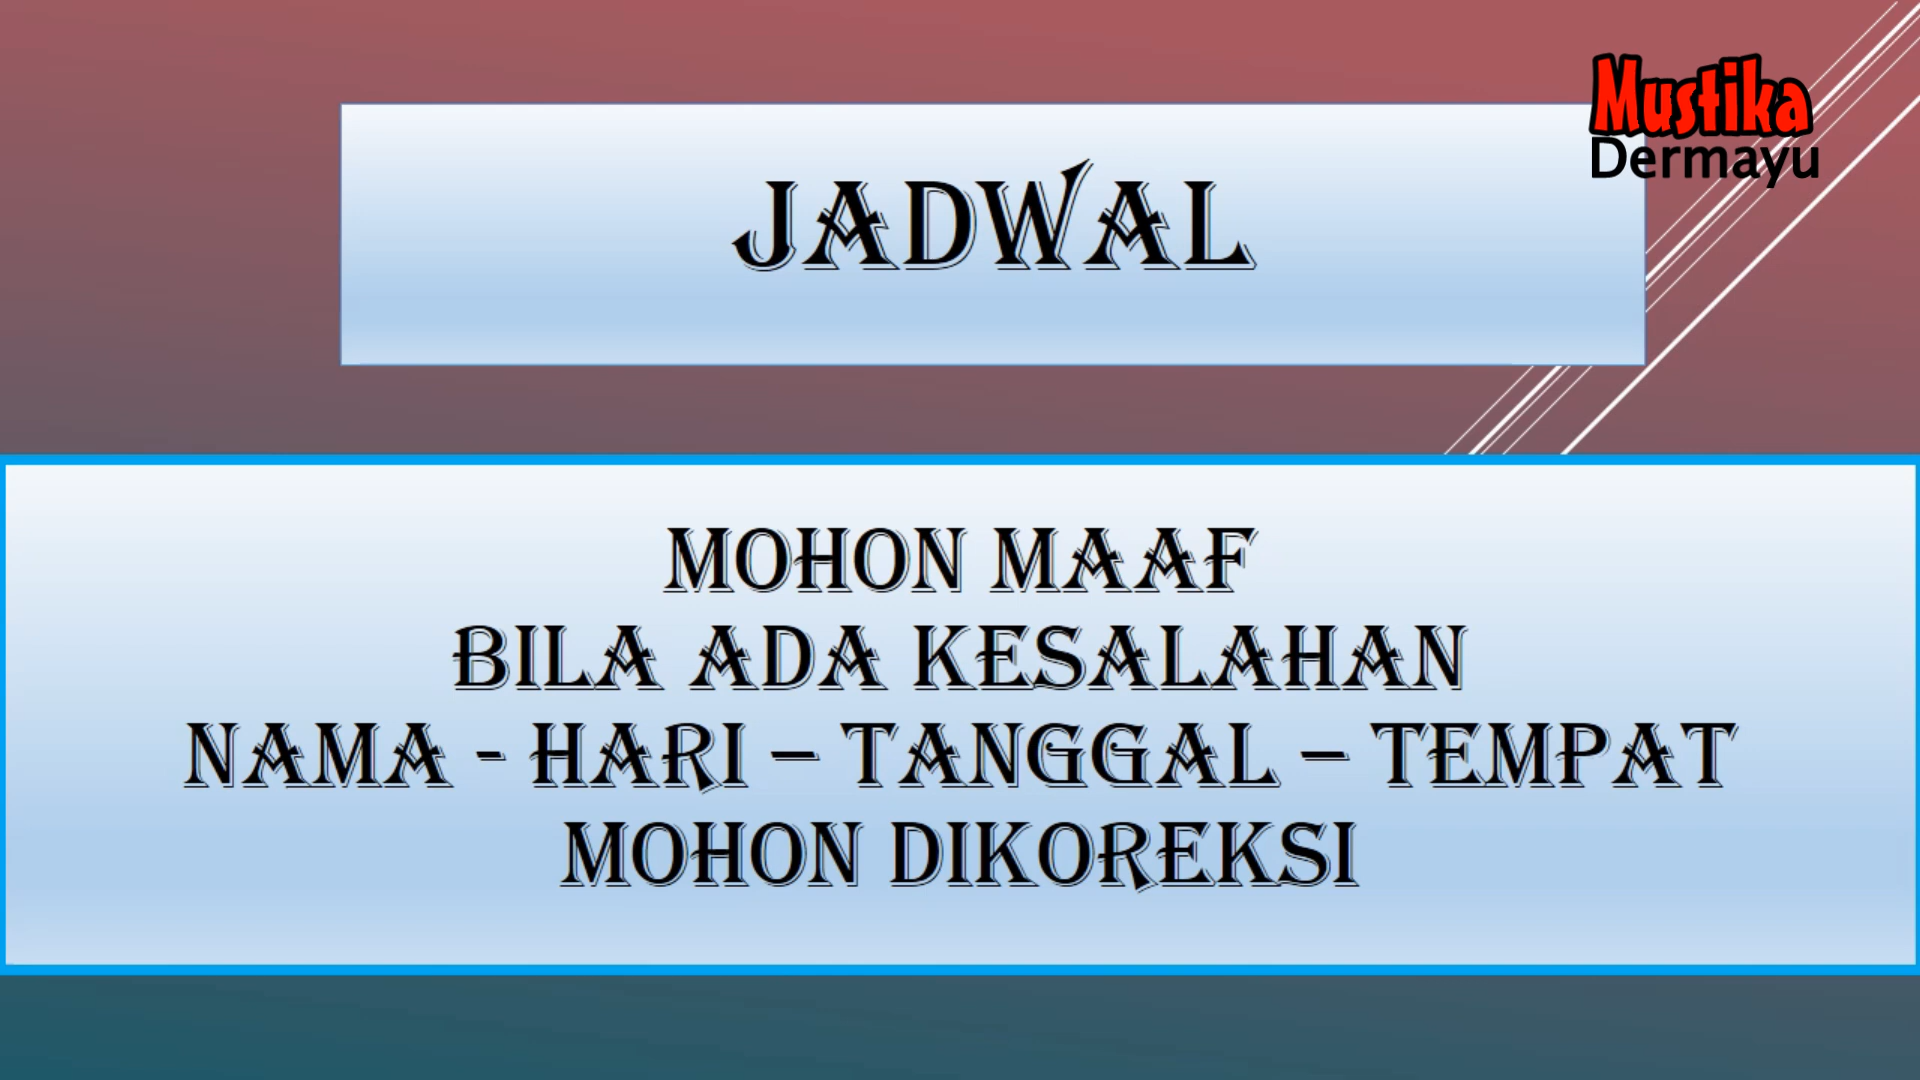 Mustika
Dermayu
JADWAL
MOHON MAAF
BILA ADA KESALAHAN
NAMA - HARI – TANGGAL – TEMPAT
MOHON DIKOREKSI